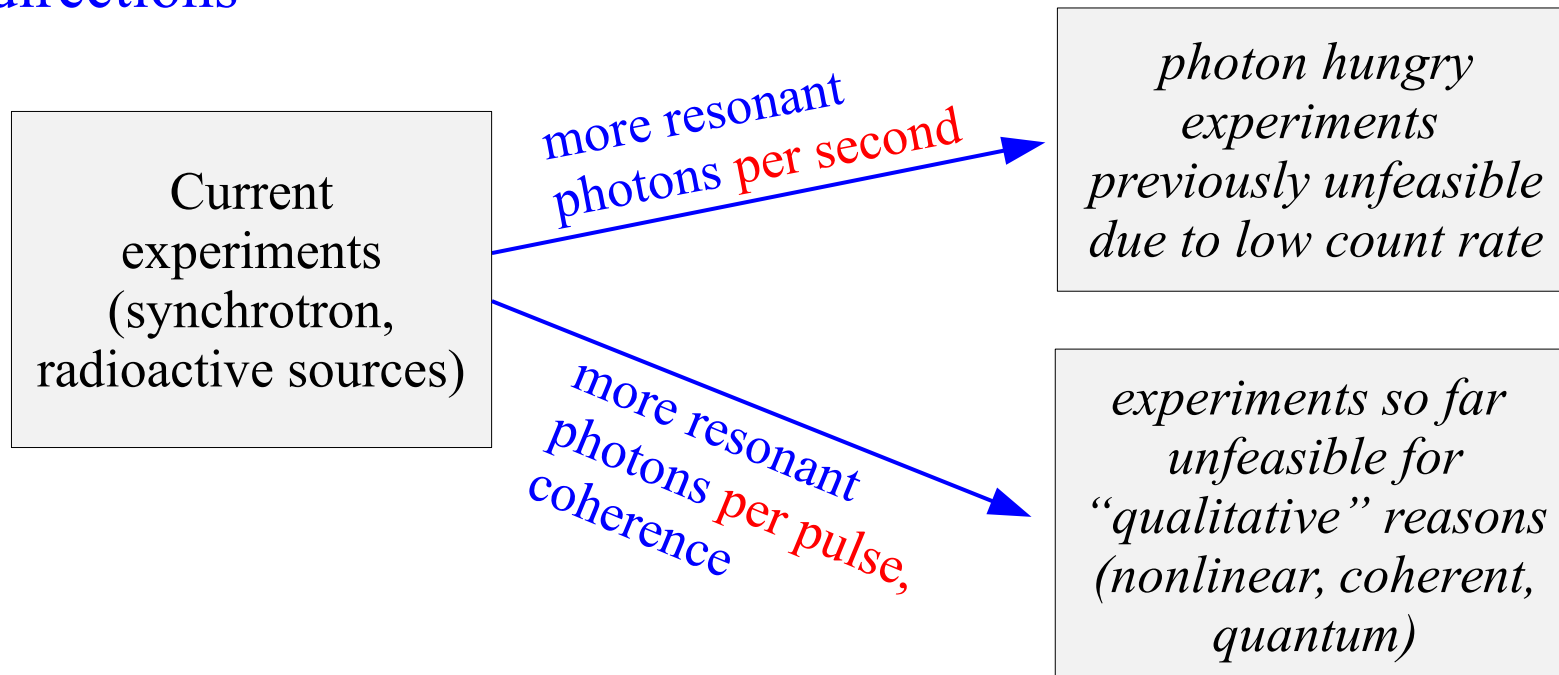 directions
Current
experiments
(synchrotron,
radioactive sources)
more resonant
photons per second
photon hungry
experiments
previously unfeasible
due to low count rate
more resonant
photons per pulse,
coherence
experiments so far
unfeasible for
“qualitative” reasons
(nonlinear, coherent,
quantum)